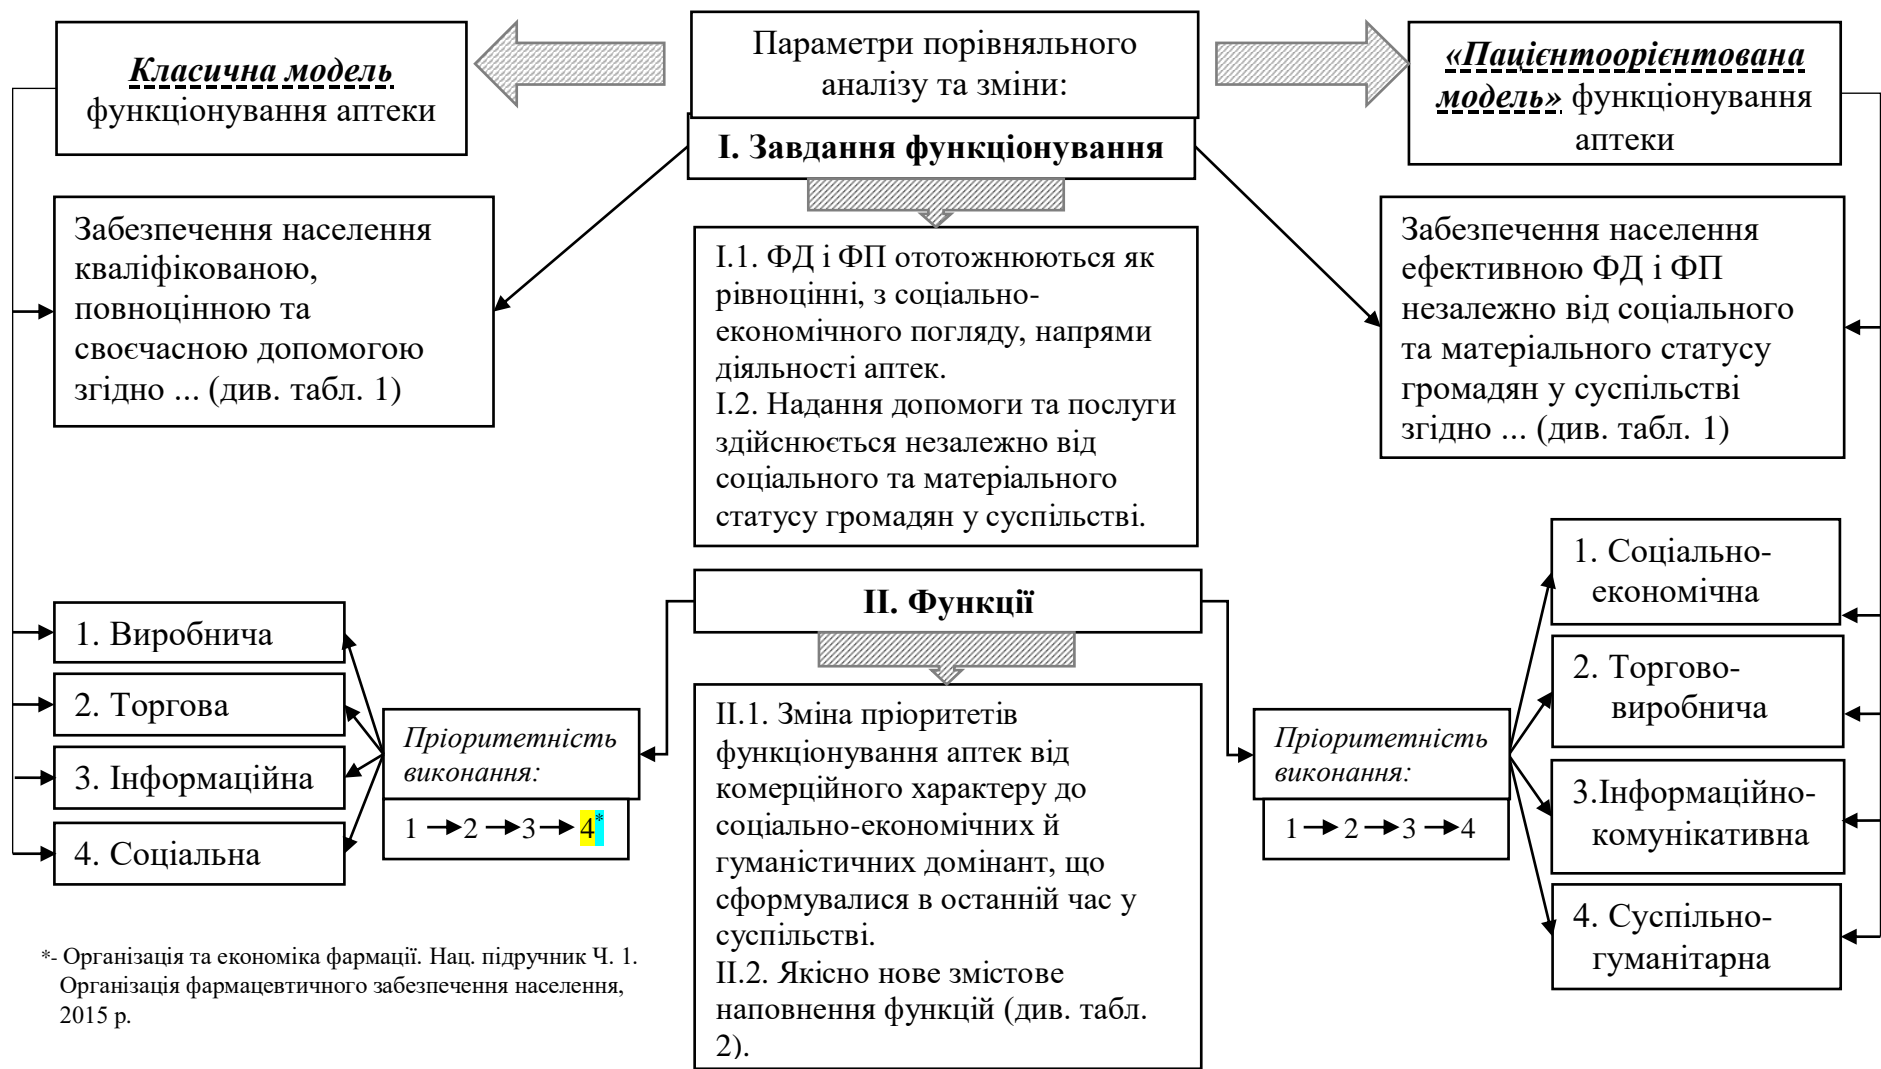 Класична модель
функціонування аптеки
Параметри порівняльного
аналізу та зміни:
«Пацієнтоорієнтована
модель» функціонування
аптеки
І. Завдання функціонування
Забезпечення населення
кваліфікованою,
повноцінною та
своєчасною допомогою
згідно ... (див. табл. 1)
І.1. ФД і ФП ототожнюються як
рівноцінні, з соціально-
економічного погляду, напрями
діяльності аптек.
І.2. Надання допомоги та послуги
здійснюється незалежно від
соціального та матеріального
статусу громадян у суспільстві.
Забезпечення населення
ефективною ФД і ФП
незалежно від соціального
та матеріального статусу
громадян у суспільстві
згідно ... (див. табл. 1)
ІІ. Функції
1. Виробнича
2. Торгова
3. Інформаційна
4. Соціальна
Пріоритетність
виконання:
1 → 2 → 3 → 4*
ІІ.1. Зміна пріоритетів
функціонування аптек від
комерційного характеру до
соціально-економічних й
гуманістичних домінант, що
сформувалися в останній час у
суспільстві.
ІІ.2. Якісно нове змістове
наповнення функцій (див. табл.
2).
Пріоритетність
виконання:
1 → 2 → 3 → 4
1. Соціально-
економічна
2. Торгово-
виробнича
3.Інформаційно-
комунікативна
4. Суспільно-
гуманітарна
*- Організація та економіка фармації. Нац. підручник Ч. 1.
Організація фармацевтичного забезпечення населення,
2015 р.